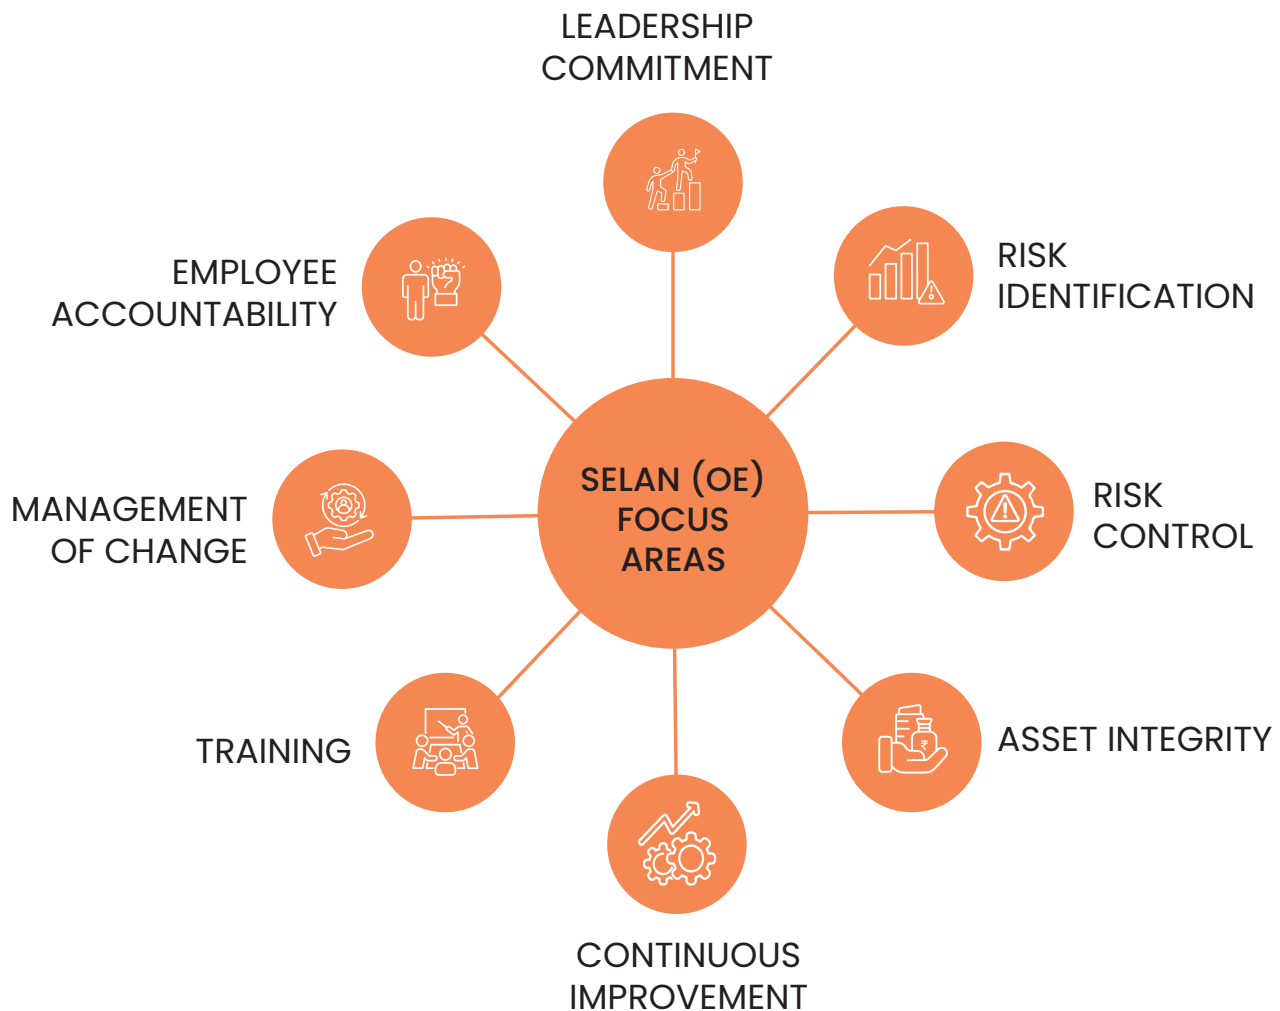 LEADERSHIP
COMMITMENT
RISK
IDENTIFICATION
RISK
CONTROL
ASSET INTEGRITY
CONTINUOUS
IMPROVEMENT
TRAINING
MANAGEMENT
OF CHANGE
EMPLOYEE
ACCOUNTABILITY
SELAN (OE)
FOCUS
AREAS
₹